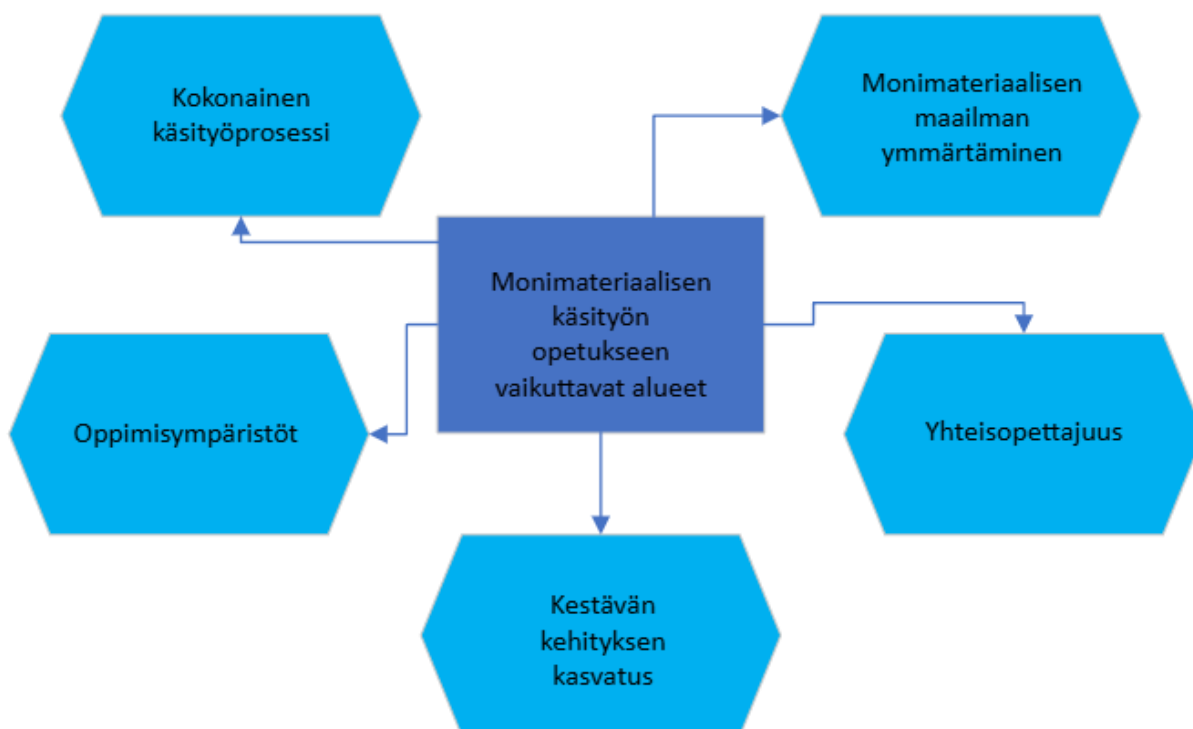 Kokonainen
käsityöprosessi
Monimateriaalisen
maailman
ymmärtäminen
Monimateriaalisen
käsityön
opetukseen
vaikuttavat alueet
Oppimisympäristöt
Yhteisopettajuus
Kestävän
kehityksen
kasvatus